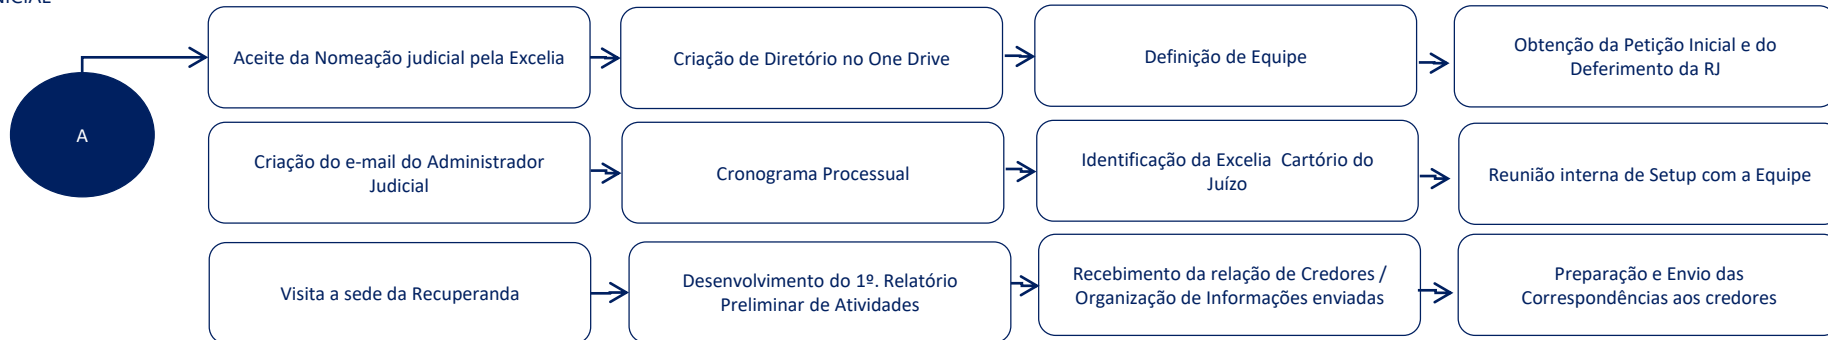 A
Aceite da Nomeação judicial pela Excelia
Criação de Diretório no One Drive
Definição de Equipe
Obtenção da Petição Inicial e do
Deferimento da RJ
Criação do e-mail do Administrador
Judicial
Cronograma Processual
Identificação da Excelia  Cartório do
Juízo
Reunião interna de Setup com a Equipe
Visita a sede da Recuperanda
Desenvolvimento do 1º. Relatório
Preliminar de Atividades
Recebimento da relação de Credores /
Organização de Informações enviadas
Preparação e Envio das
Correspondências aos credores